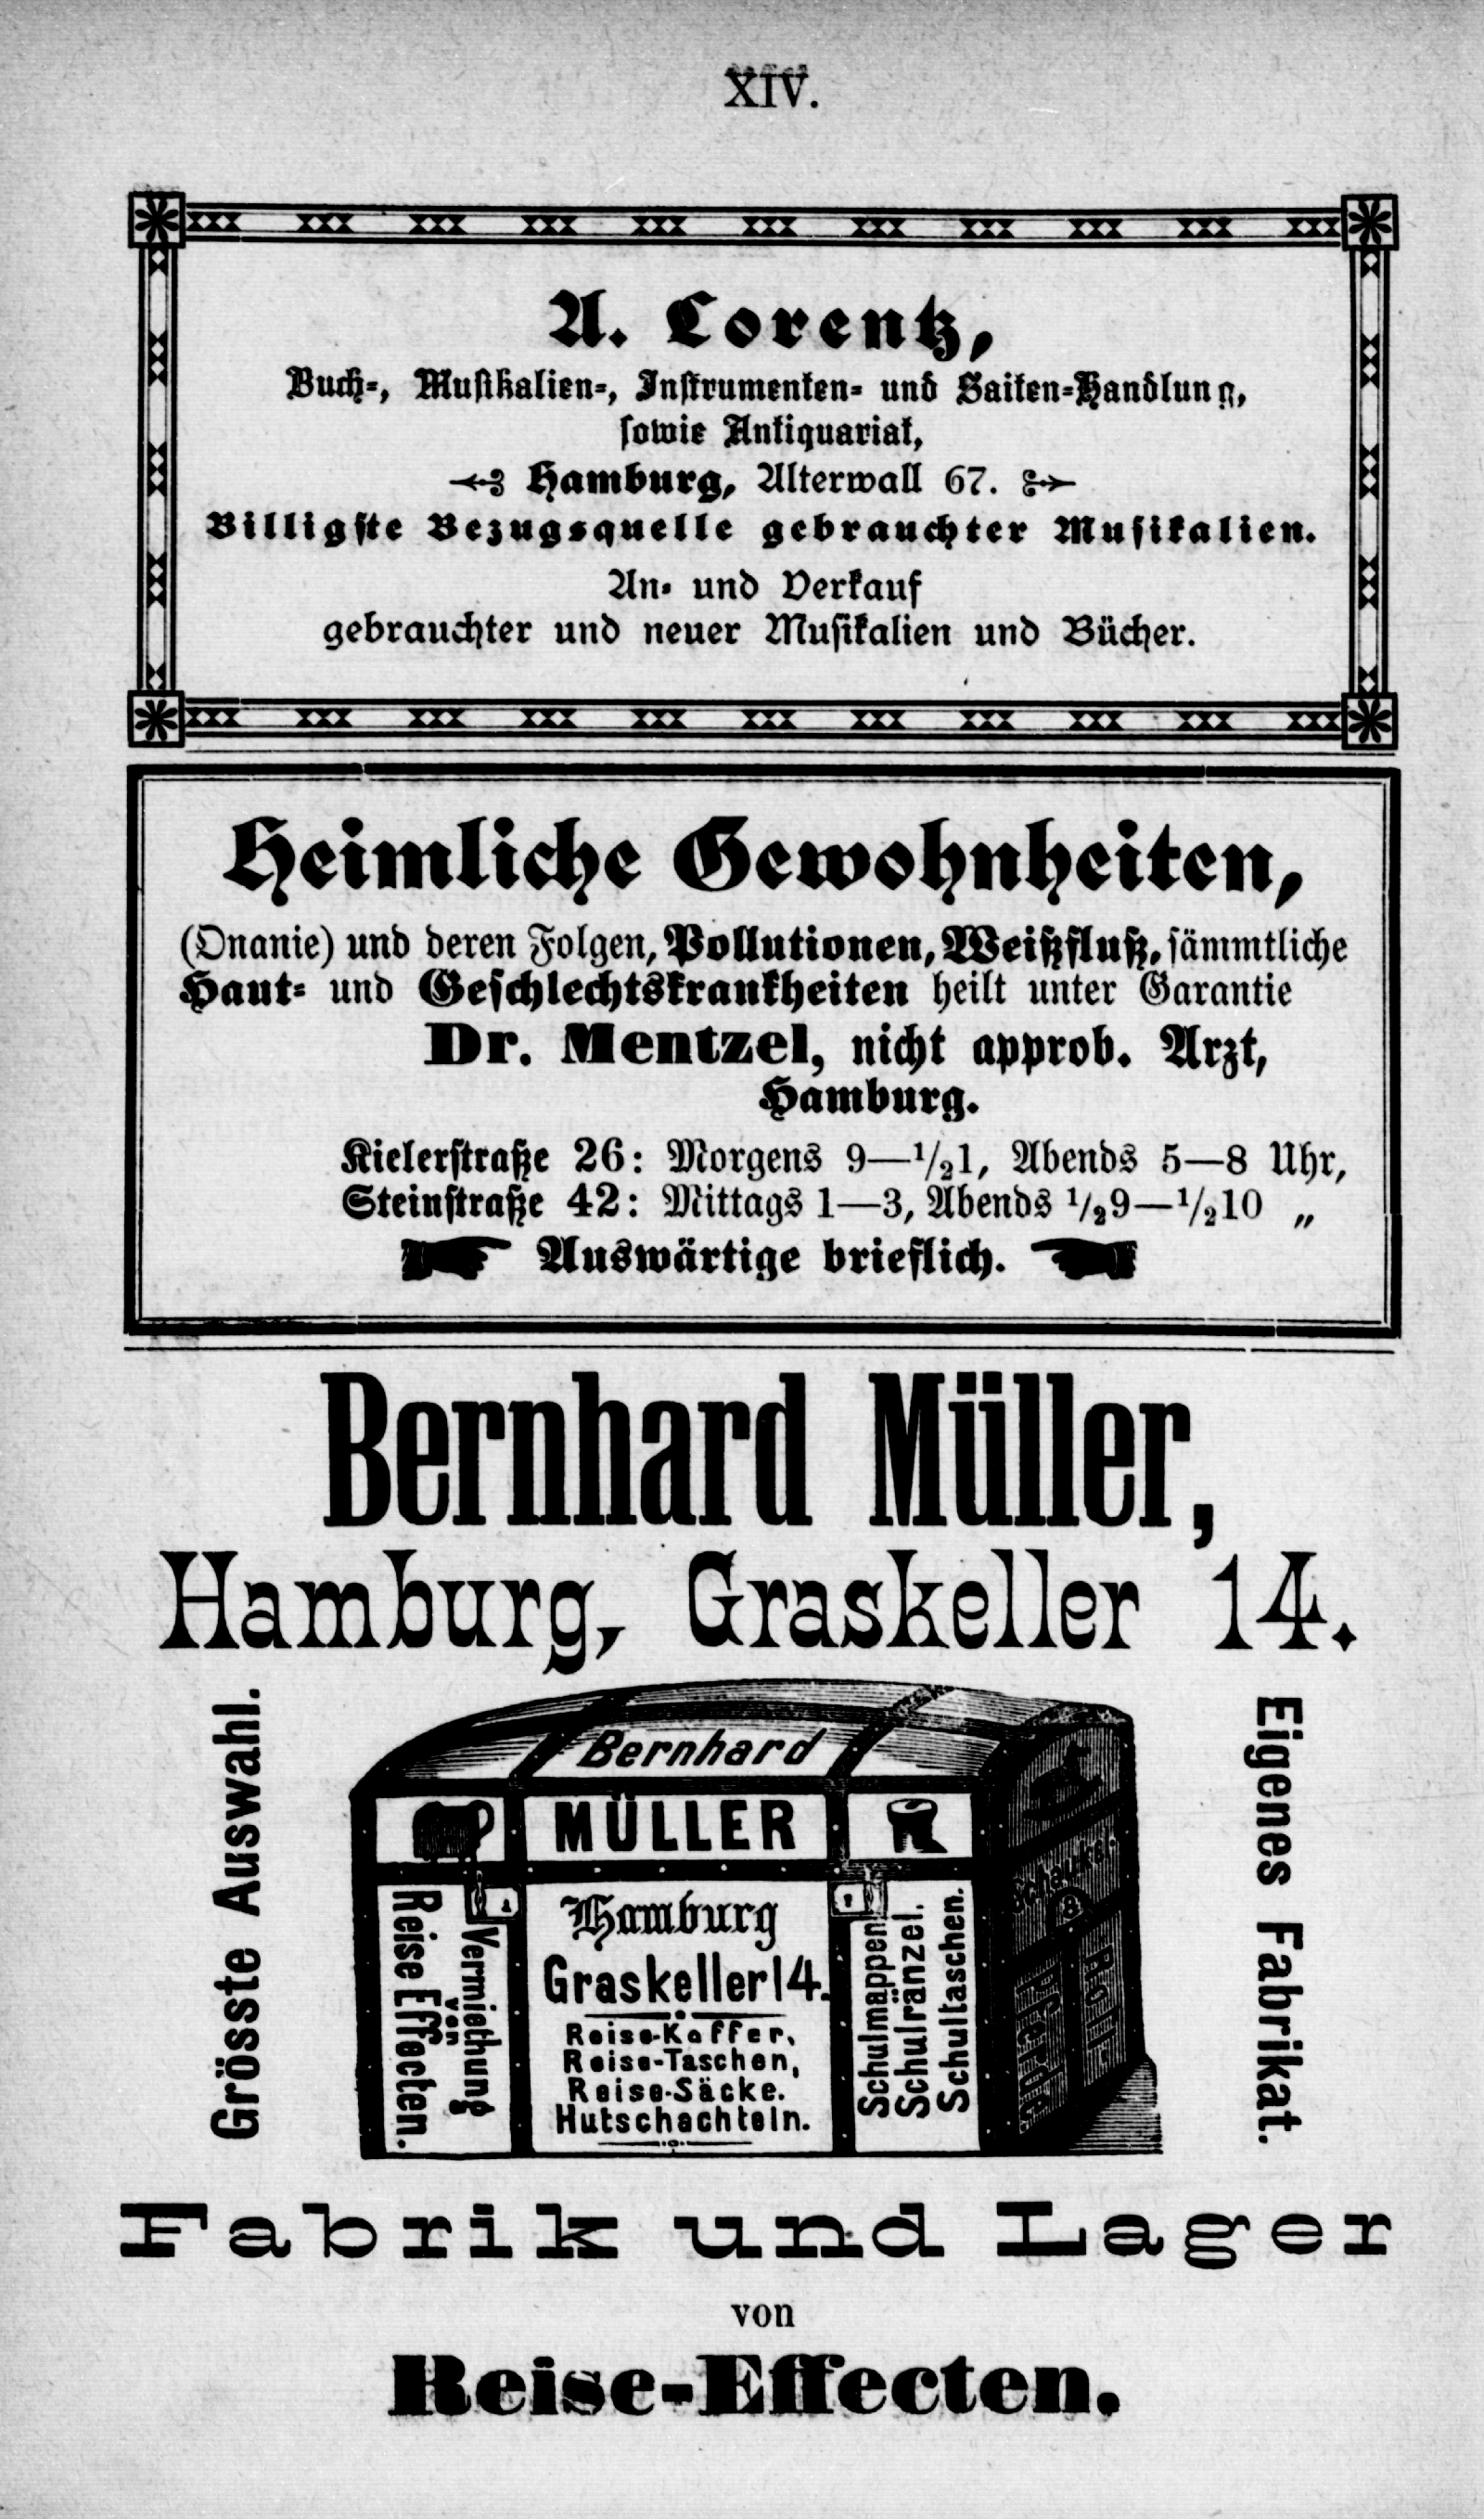 XIV.
A. Lorentz,
Buch-, Musikalien-, Instrumenten- und Saiten-Handlung,
sowie Antiquariat,
Hamburg, Alterwall 67.
Billigste Bezugsquelle gebrauchter Musikalien.
An- und Verkauf
gebrauchter und neuer Musikalien und Bücher.
Heimliche Gewohnheiten,
(Onanie) und deren Folgen, Pollutionen, Weißfluß, sämmtliche
Haut- und Geschlechtskrankheiten heilt unter Garantie
Dr. Mentzel, nicht approb. Arzt,
Hamburg.
Kielerstraße 26: Morgens 9—1/21, Abends 5—8 Uhr,
Steinstraße 42: Mittags 1—3, Abends 1/29—1/210 „
Auswärtige brieflich.
Bernhard Müller,
Hamburg, Graskeller 14.
Grösste Auswahl.
Bernhard
MÜLLER
Vermiethung
von
Reise Effecten.
Hamburg
Graskeller 14.
Reise-Koffer,
Reise-Taschen,
Reise-Säcke.
Hutschachteln.
Schulmappen
Schulränzel.
Schultaschen.
Schaukel
Pferde
Eigenes Fabrikat.
Fabrik und Lager
von
Reise-Effecten.